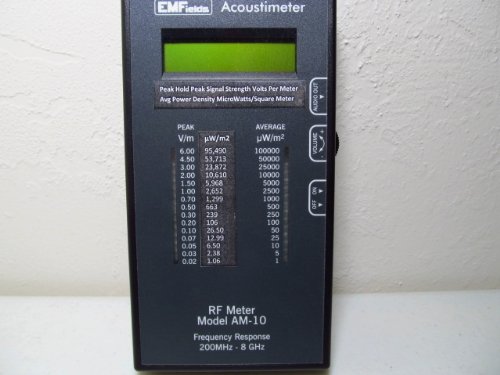 EMFields Acoustimeter
Peak Hold Peak Signal Strength Volts Per Meter
Avg Power Density MicroWatts/Square Meter
AUDIO OUT
VOLUME
OFF ON
PEAK AVERAGE
V/m µW/m2 µW/m²
6.00 95,490 100000
4.50 53,713 50000
3.00 23,872 25000
2.00 10,610 10000
1.50 5,968 5000
1.00 2,652 2500
0.70 1,299 1000
0.50 663 500
0.30 239 250
0.20 106 100
0.10 26.50 50
0.07 12.99 25
0.05 6.50 10
0.03 2.38 5
0.02 1.06 1
RF Meter
Model AM-10
Frequency Response
200MHz - 8 GHz